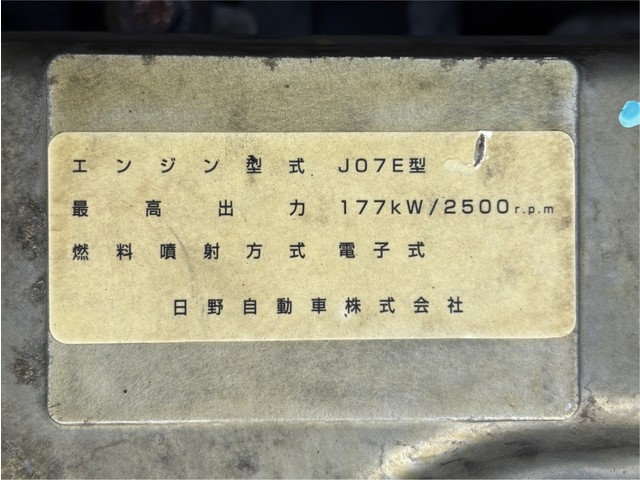 エンジン型式 J07E型
最高出力 177kW/2500r.p.m
燃料噴射方式 電子式
日野自動車株式会社